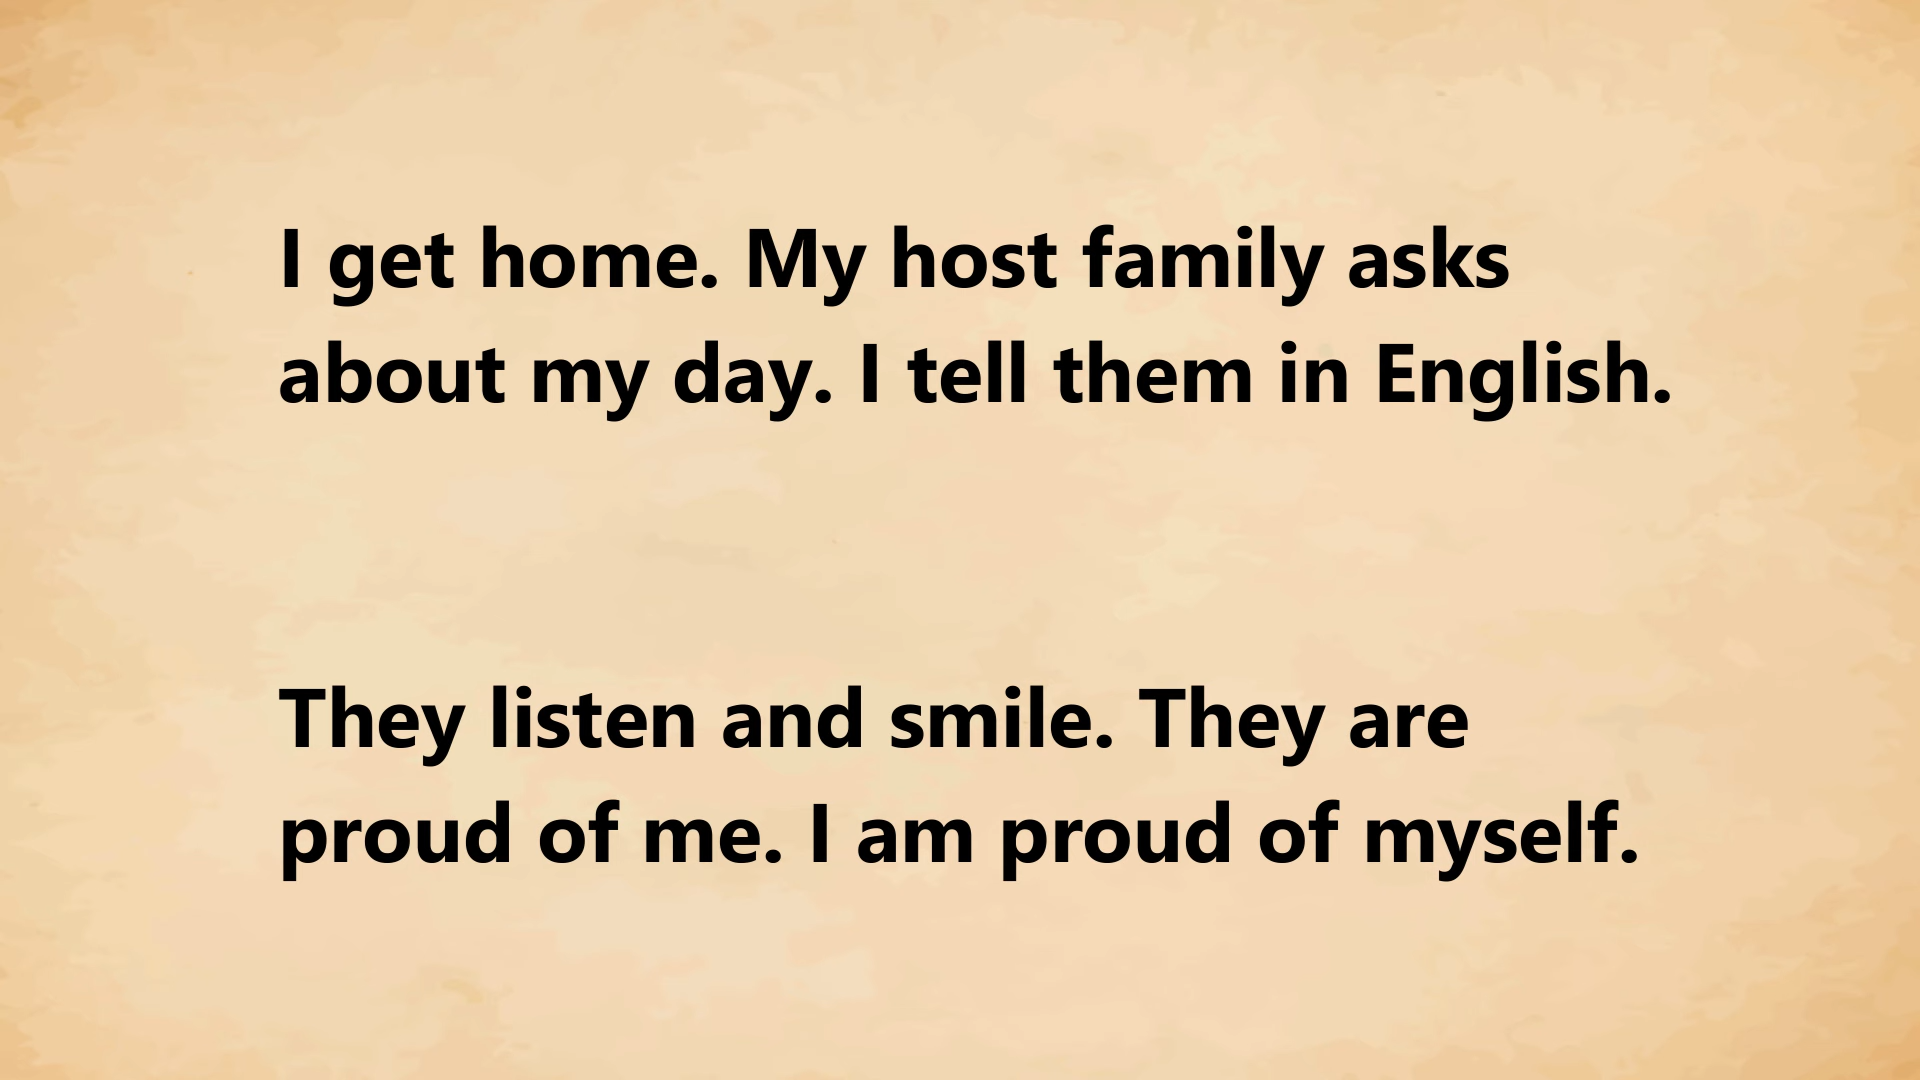 I get home. My host family asks
about my day. I tell them in English.
They listen and smile. They are
proud of me. I am proud of myself.